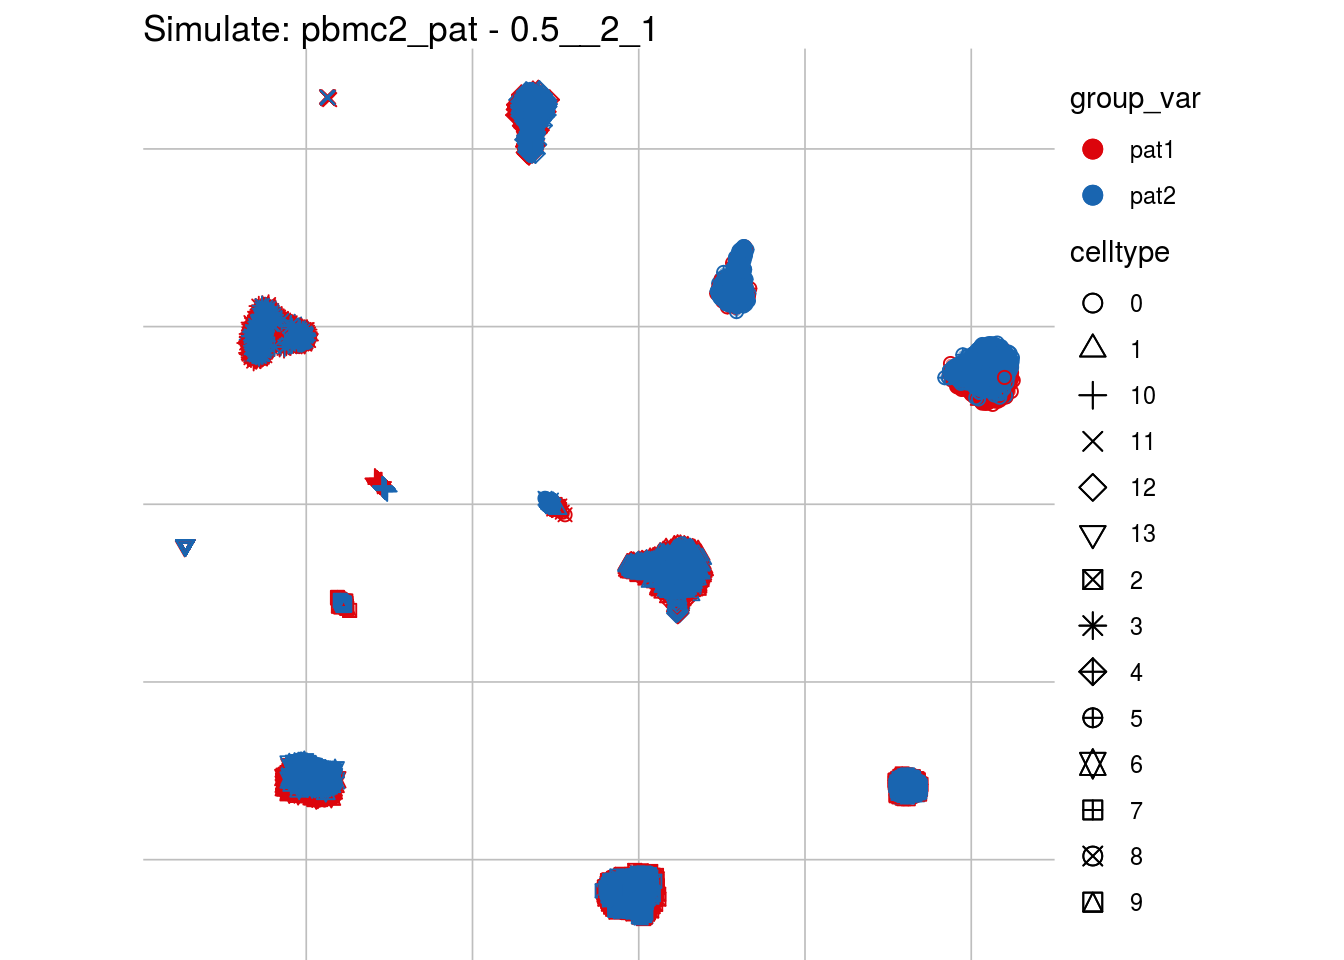 Simulate: pbmc2_pat - 0.5__2_1
group_var
pat1
pat2
celltype
0
1
10
11
12
13
2
3
4
5
6
7
8
9